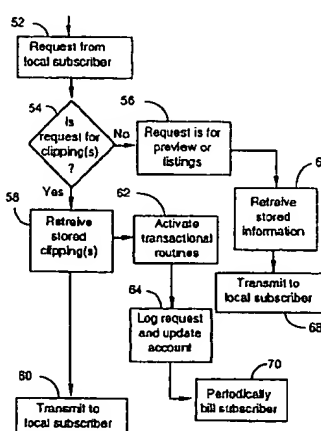 52
Request from
local subscriber
54
Is
request for
clipping(s)
?
No
Yes
56
Request is for
preview or
listings
58
Retreive
stored
clipping(s)
62
Activate
transactional
routines
6
Retreive
stored
information
64
Log request
and update
account
Transmit to
local subscriber
68
70
Periodically
bill subscriber
60
Transmit to
local subscriber